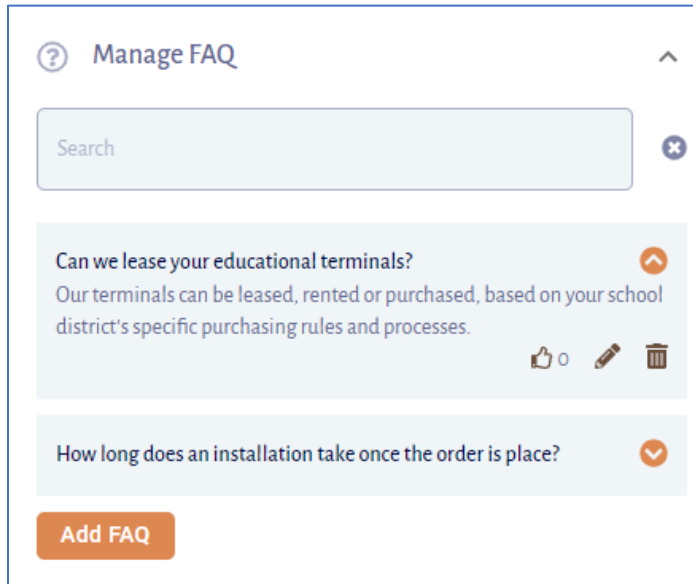 Manage FAQ
Search
Can we lease your educational terminals?
Our terminals can be leased, rented or purchased, based on your school
district's specific purchasing rules and processes.
0
How long does an installation take once the order is place?
Add FAQ